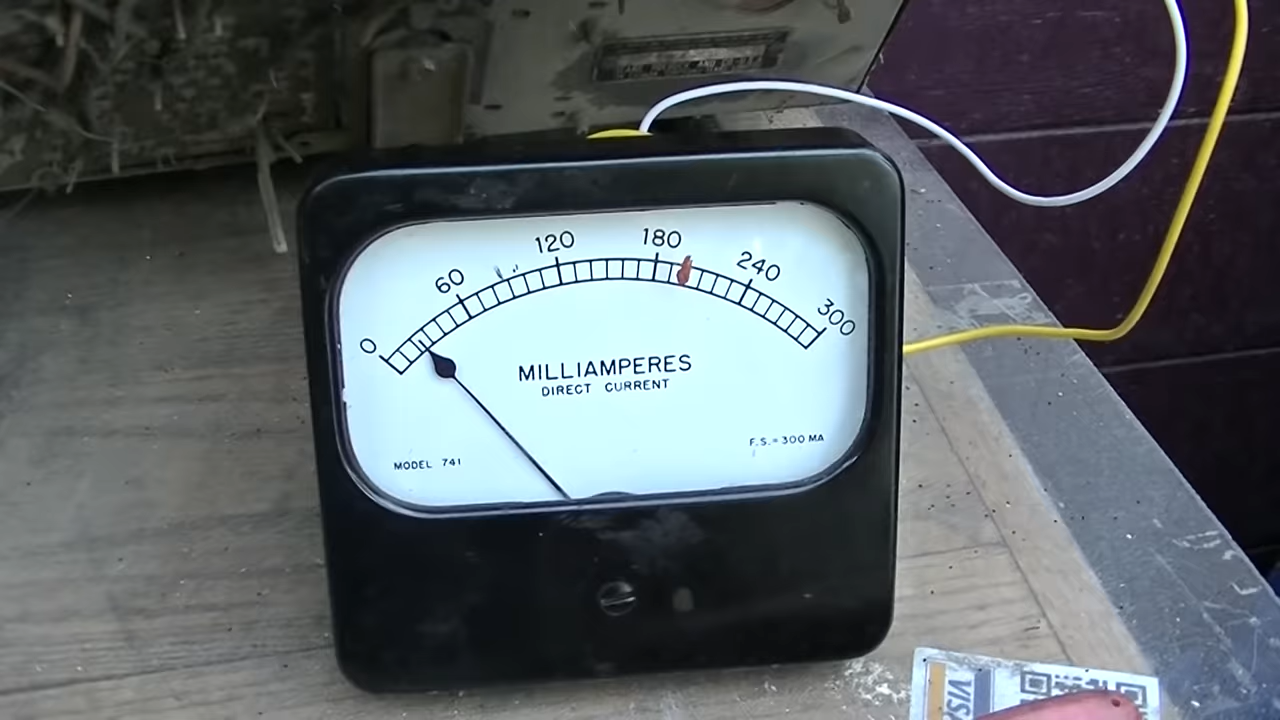 0 60 120 180 240 300
MILLIAMPERES
DIRECT CURRENT
F.S. = 300 MA
MODEL 741
VISA